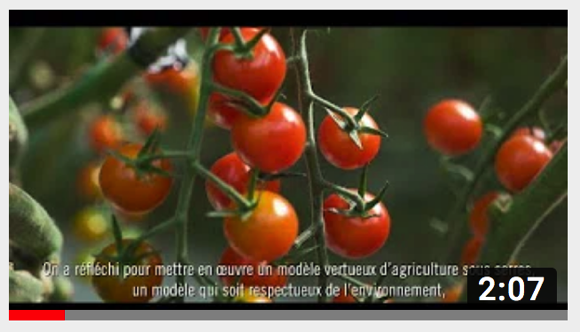 On a réfléchi pour mettre en œuvre un modèle vertueux d'agriculture sous serres
un modèle qui soit respectueux de l'environnement,
2:07